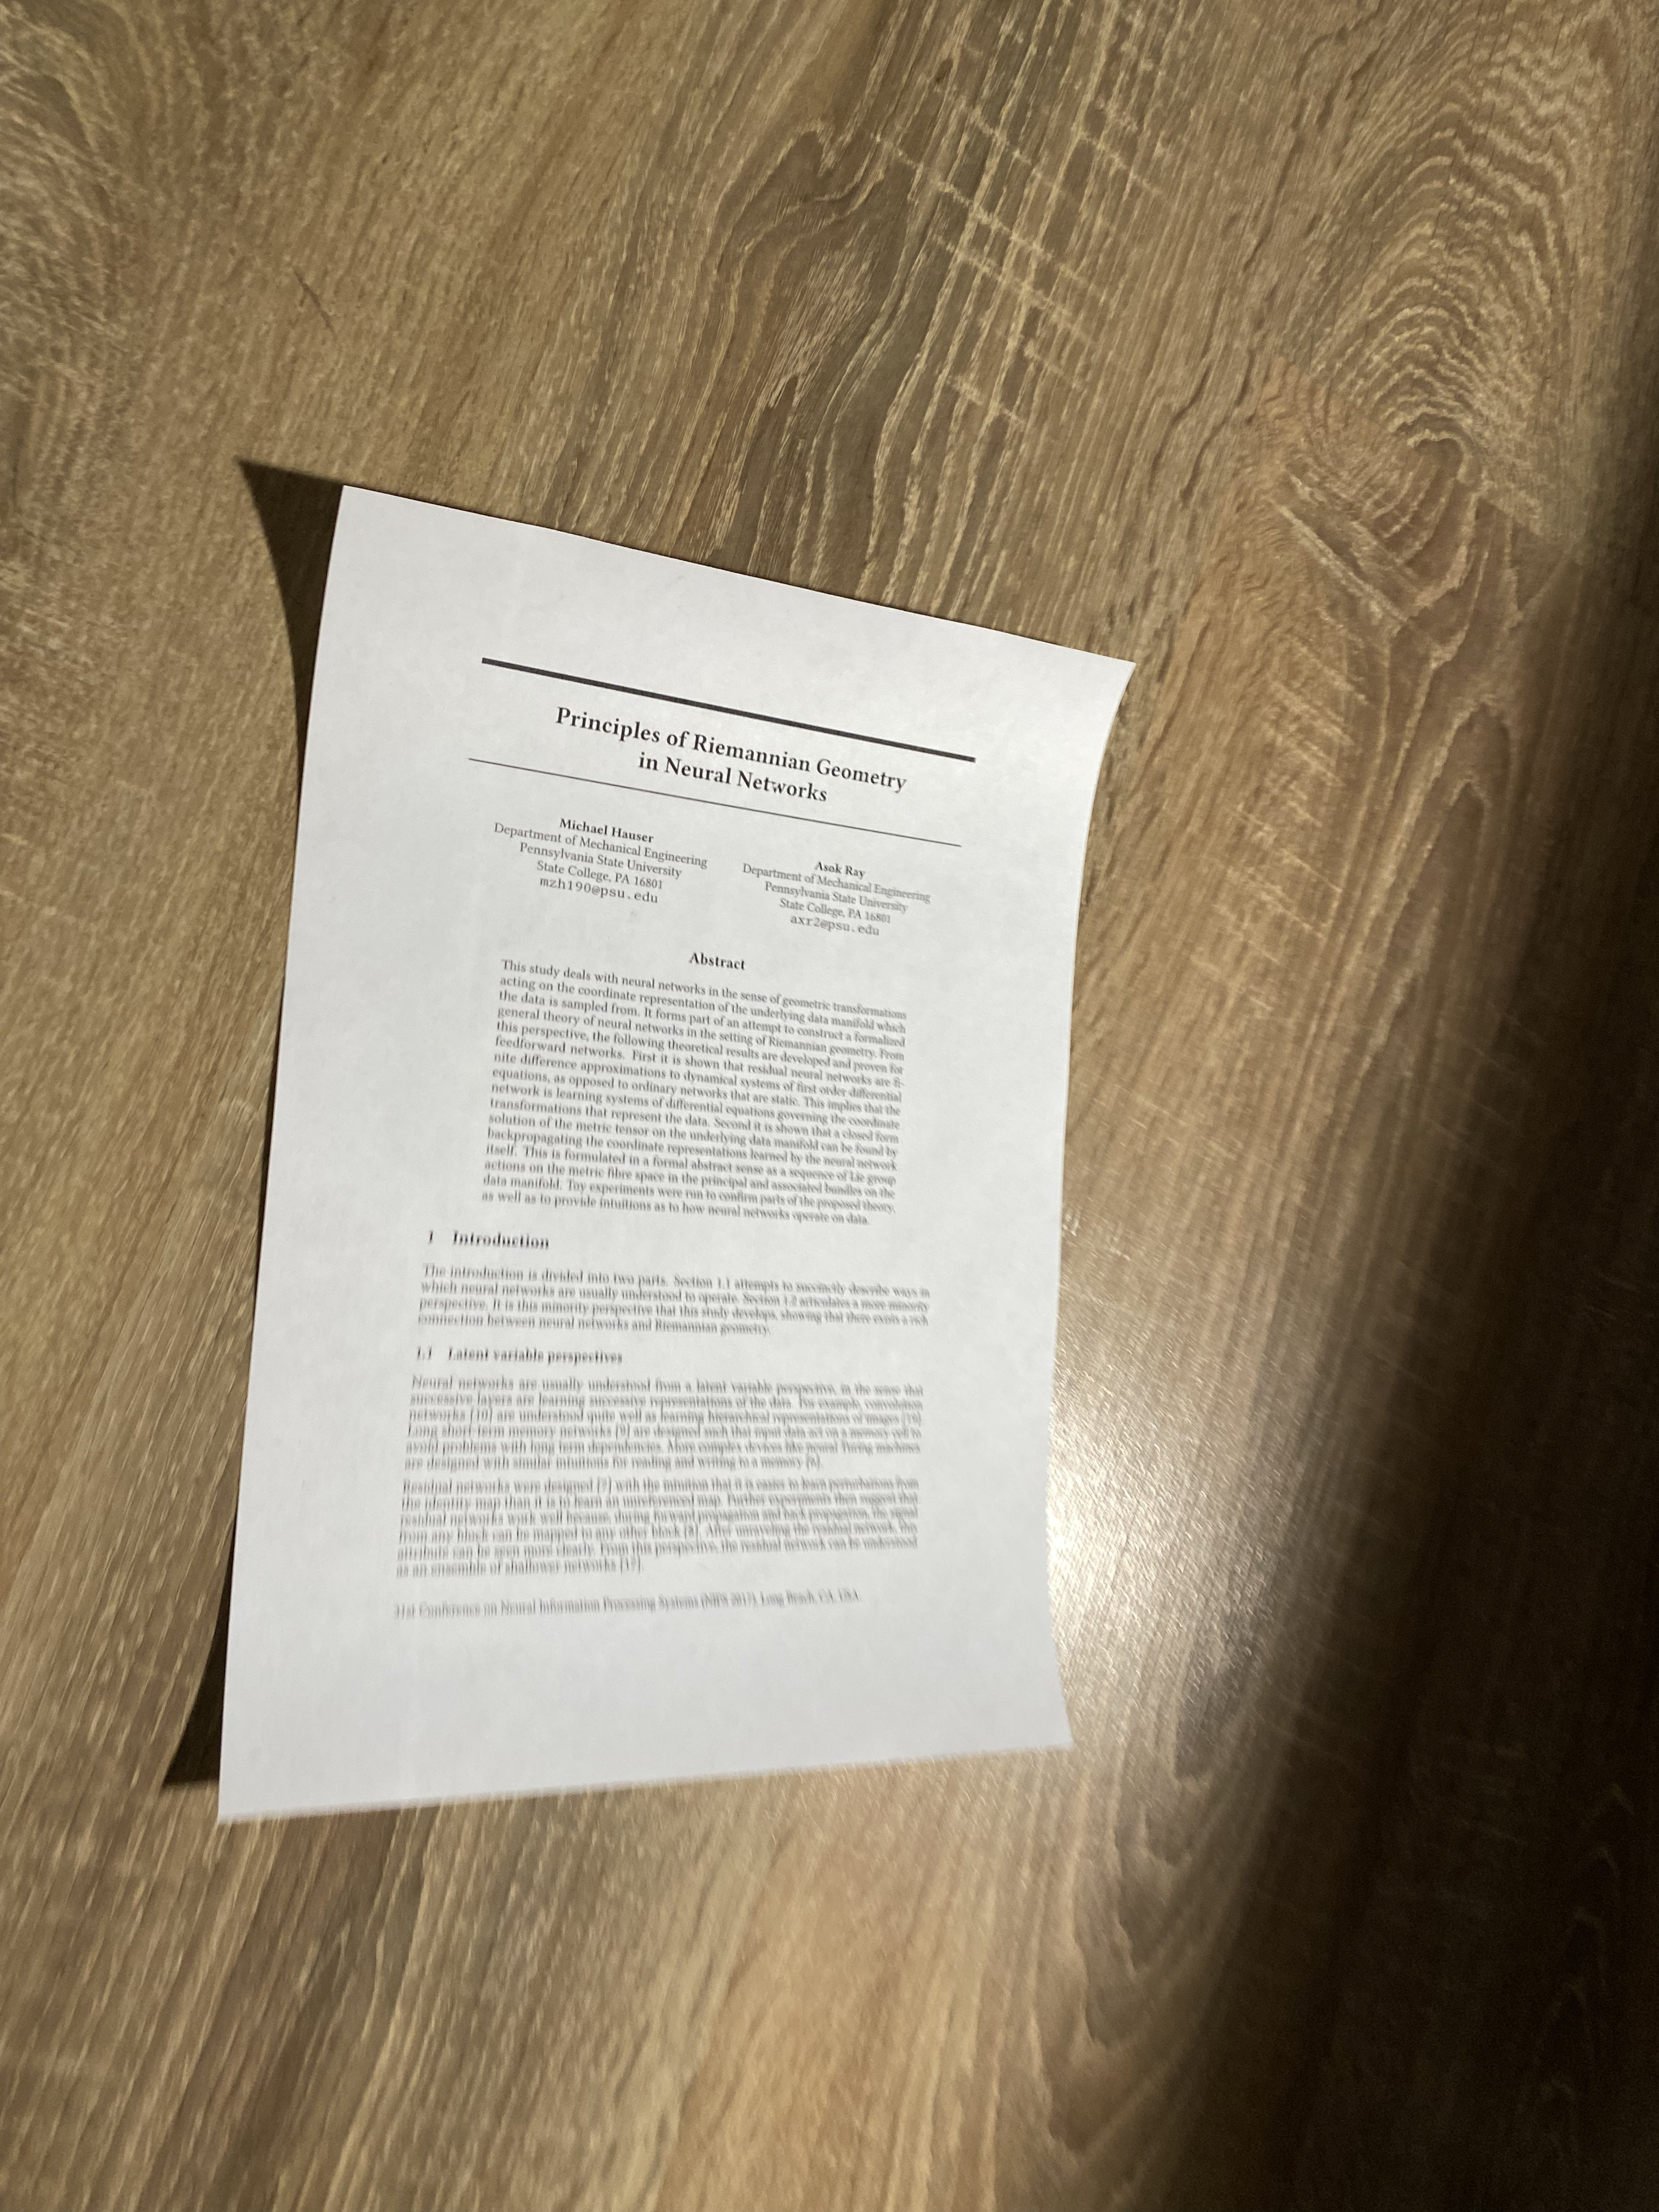 Principles of Riemannian Geometry
in Neural Networks
Michael Hauser
Department of Mechanical Engineering
Pennsylvania State University
State College, PA 16801
mzh190@psu.edu
Asok Ray
Department of Mechanical Engineering
Pennsylvania State University
State College, PA 16801
axr2@psu.edu
Abstract
This study deals with neural networks in the sense of geometric transformations
acting on the coordinate representation of the underlying data manifold which
the data is sampled from. It forms part of an attempt to construct a formalized
general theory of neural networks in the setting of Riemannian geometry. From
this perspective, the following theoretical results are developed and proven for
feedforward networks. First it is shown that residual neural networks are fi-
nite difference approximations to dynamical systems of first order differential
equations, as opposed to ordinary networks that are static. This implies that the
network is learning systems of differential equations governing the coordinate
transformations that represent the data. Second it is shown that a closed form
solution of the metric tensor on the underlying data manifold can be found by
backpropagating the coordinate representations learned by the neural network
itself. This is formulated in a formal abstract sense as a sequence of Lie group
actions on the metric fibre space in the principal and associated bundles on the
data manifold. Toy experiments were run to confirm parts of the proposed theory,
as well as to provide intuitions as to how neural networks operate on data.
1 Introduction
The introduction is divided into two parts. Section 1.1 attempts to succinctly describe ways in
which neural networks are usually understood to operate. Section 1.2 articulates a more minority
perspective. It is this minority perspective that this study develops, showing that there exists a rich
connection between neural networks and Riemannian geometry.
1.1 Latent variable perspectives
Neural networks are usually understood from a latent variable perspective, in the sense that
successive layers are learning successive representations of the data. For example, convolution
networks [10] are understood quite well as learning hierarchical representations of images [16].
Long short-term memory networks [9] are designed such that input data act on a memory cell to
avoid problems with long term dependencies. More complex devices like neural Turing machines
are designed with similar intuitions for reading and writing to a memory [6].
Residual networks were designed [7] with the intuition that it is easier to learn perturbations from
the identity map than it is to learn an unreferenced map. Further experiments then suggest that
residual networks work well because, during forward propagation and back propagation, the signal
from any block can be mapped to any other block [8]. After unraveling the residual network, this
attribute can be seen more clearly. From this perspective, the residual network can be understood
as an ensemble of shallower networks [17].
31st Conference on Neural Information Processing Systems (NIPS 2017), Long Beach, CA, USA.